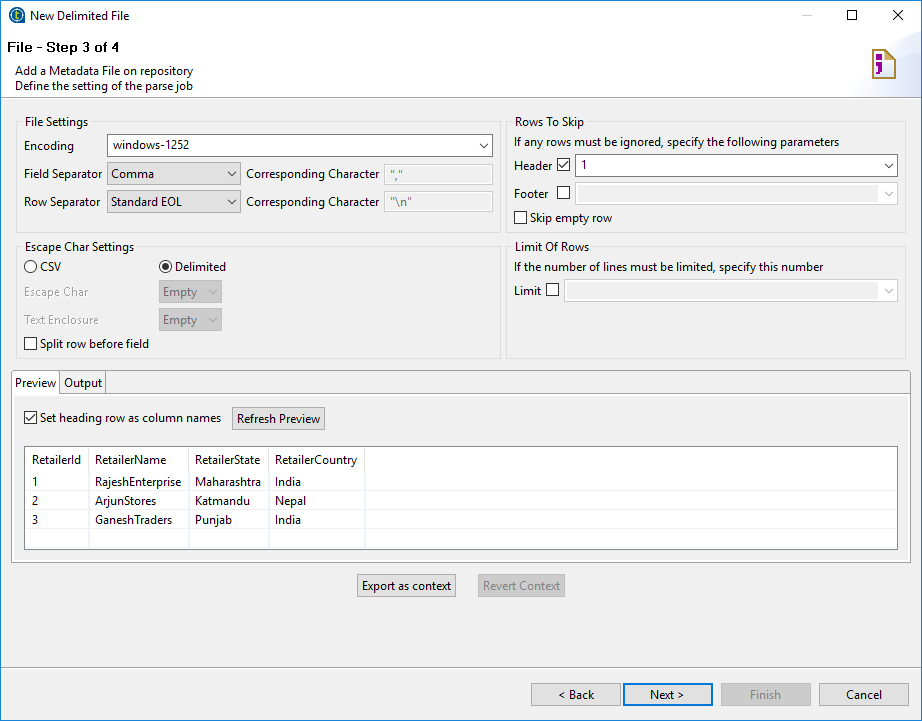 New Delimited File
File - Step 3 of 4
Add a Metadata File on repository
Define the setting of the parse job
File Settings
Encoding windows-1252
Field Separator Comma Corresponding Character ","
Row Separator Standard EOL Corresponding Character "\n"
Rows To Skip
If any rows must be ignored, specify the following parameters
Header 1
Footer
Skip empty row
Escape Char Settings
CSV Delimited
Escape Char Empty
Text Enclosure Empty
Split row before field
Limit Of Rows
If the number of lines must be limited, specify this number
Limit
Preview Output
Set heading row as column names Refresh Preview
RetailerId RetailerName RetailerState RetailerCountry
1 RajeshEnterprise Maharashtra India
2 ArjunStores Katmandu Nepal
3 GaneshTraders Punjab India
Export as context Revert Context
< Back Next > Finish Cancel